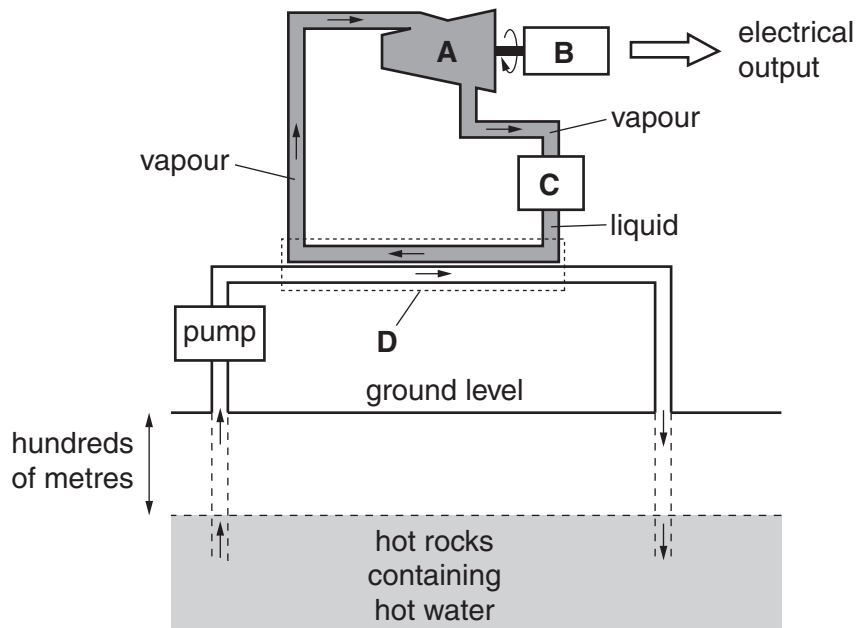 A
B
electrical
output
vapour
vapour
C
liquid
D
pump
ground level
hundreds
of metres
hot rocks
containing
hot water